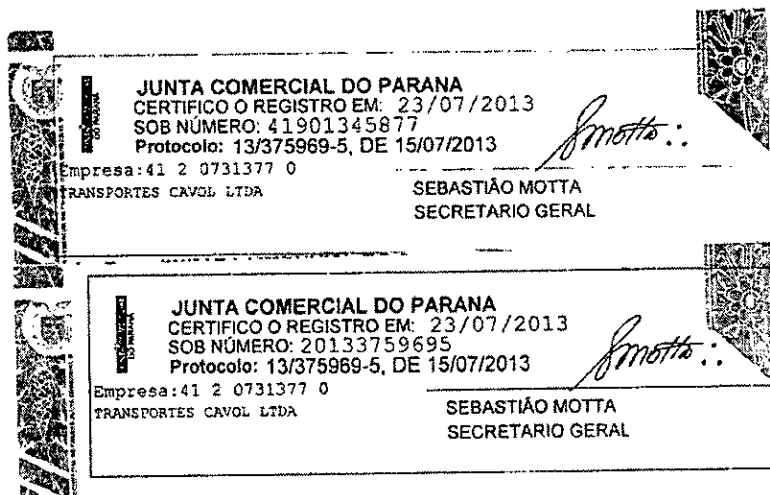 JUNTA COMERCIAL DO PARANA
CERTIFICO O REGISTRO EM: 23/07/2013
SOB NÚMERO: 41901345877
Protocolo: 13/375969-5, DE 15/07/2013
Empresa:41 2 0731377 0
TRANSPORTES CAVOL LTDA
SEBASTIÃO MOTTA
SECRETARIO GERAL
JUNTA COMERCIAL DO PARANA
CERTIFICO O REGISTRO EM: 23/07/2013
SOB NÚMERO: 20133759695
Protocolo: 13/375969-5, DE 15/07/2013
Empresa:41 2 0731377 0
TRANSPORTES CAVOL LTDA
SEBASTIÃO MOTTA
SECRETARIO GERAL